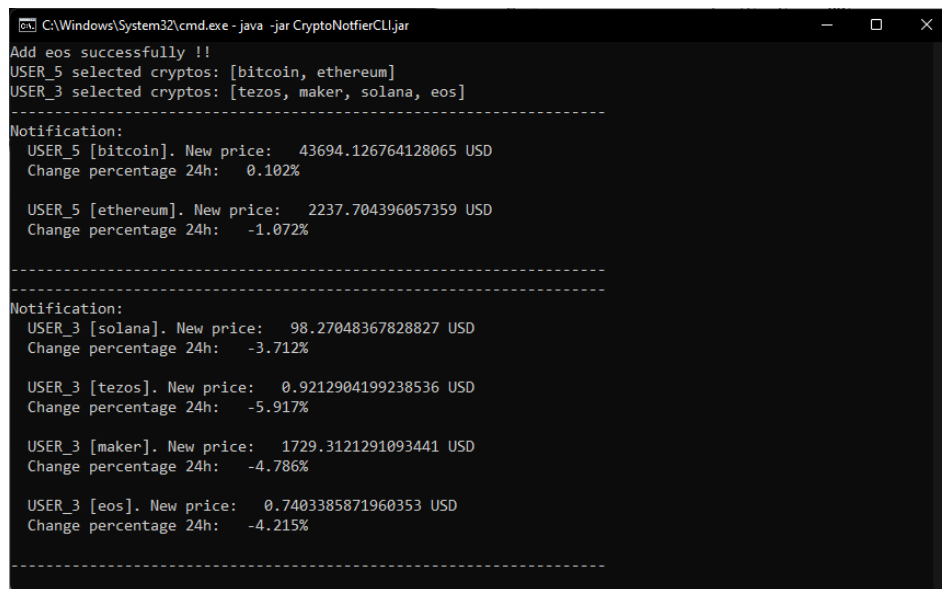 C:\Windows\System32\cmd.exe - java -jar CryptoNotfierCLI.jar
Add eos successfully !!
USER_5 selected cryptos: [bitcoin, ethereum]
USER_3 selected cryptos: [tezos, maker, solana, eos]
-------------------------------------------------------------------
Notification:
USER_5 [bitcoin]. New price: 43694.126764128065 USD
Change percentage 24h: 0.102%
USER_5 [ethereum]. New price: 2237.704396057359 USD
Change percentage 24h: -1.072%
-------------------------------------------------------------------
-------------------------------------------------------------------
Notification:
USER_3 [solana]. New price: 98.27048367828827 USD
Change percentage 24h: -3.712%
USER_3 [tezos]. New price: 0.9212904199238536 USD
Change percentage 24h: -5.917%
USER_3 [maker]. New price: 1729.3121291093441 USD
Change percentage 24h: -4.786%
USER_3 [eos]. New price: 0.7403385871960353 USD
Change percentage 24h: -4.215%
-------------------------------------------------------------------